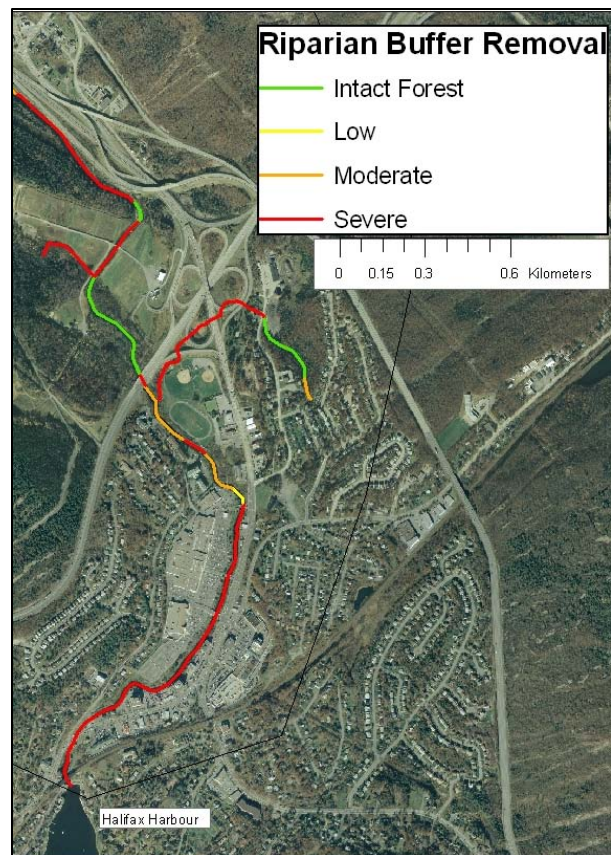 Riparian Buffer Removal
Intact Forest
Low
Moderate
Severe
0 0.15 0.3 0.6 Kilometers
Halifax Harbour